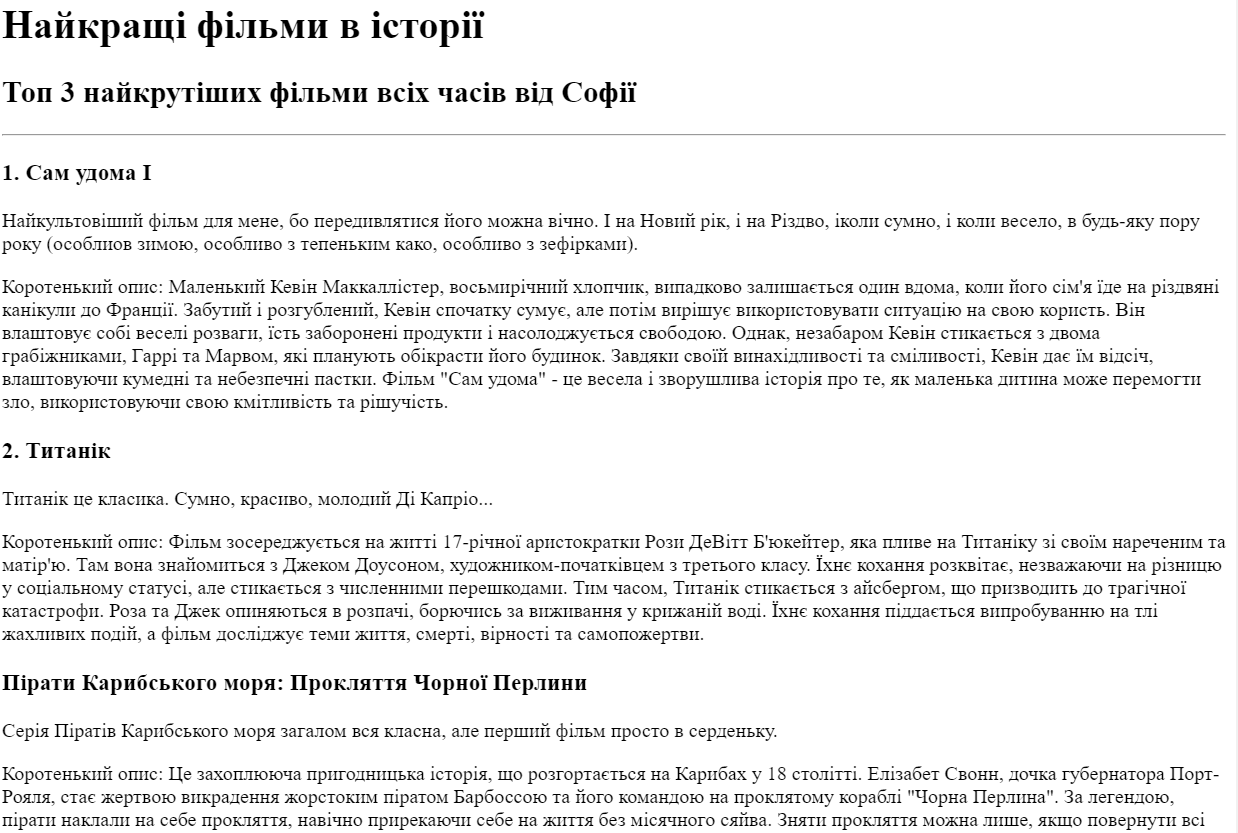 Найкращі фільми в історії
Топ 3 найкрутіших фільми всіх часів від Софії
1. Сам удома I
Найкультовіший фільм для мене, бо передивлятися його можна вічно. І на Новий рік, і на Різдво, іколи сумно, і коли весело, в будь-яку пору
року (особлиов зимою, особливо з тепеньким како, особливо з зефірками).
Коротенький опис: Маленький Кевін Маккаллістер, восьмирічний хлопчик, випадково залишається один вдома, коли його сім'я їде на різдвяні
канікули до Франції. Забутий і розгублений, Кевін спочатку сумує, але потім вирішує використовувати ситуацію на свою користь. Він
влаштовує собі веселі розваги, їсть заборонені продукти і насолоджується свободою. Однак, незабаром Кевін стикається з двома
грабіжниками, Гаррі та Марвом, які планують обікрасти його будинок. Завдяки своїй винахідливості та сміливості, Кевін дає їм відсіч,
влаштовуючи кумедні та небезпечні пастки. Фільм "Сам удома" - це весела і зворушлива історія про те, як маленька дитина може перемогти
зло, використовуючи свою кмітливість та рішучість.
2. Титанік
Титанік це класика. Сумно, красиво, молодий Ді Капріо...
Коротенький опис: Фільм зосереджується на житті 17-річної аристократки Рози ДеВітт Б'юкейтер, яка пливе на Титаніку зі своїм нареченим та
матір'ю. Там вона знайомиться з Джеком Доусоном, художником-початківцем з третього класу. Їхнє кохання розквітає, незважаючи на різницю
у соціальному статусі, але стикається з численними перешкодами. Тим часом, Титанік стикається з айсбергом, що призводить до трагічної
катастрофи. Роза та Джек опиняються в розпачі, борючись за виживання у крижаній воді. Їхнє кохання піддається випробуванню на тлі
жахливих подій, а фільм досліджує теми життя, смерті, вірності та самопожертви.
Пірати Карибського моря: Прокляття Чорної Перлини
Серія Піратів Карибського моря загалом вся класна, але перший фільм просто в серденьку.
Коротенький опис: Це захоплююча пригодницька історія, що розгортається на Карибах у 18 столітті. Елізабет Свонн, дочка губернатора Порт-
Рояля, стає жертвою викрадення жорстоким піратом Барбоссою та його командою на проклятому кораблі "Чорна Перлина". За легендою,
пірати наклали на себе прокляття, навічно прирекаючи себе на життя без місячного сяйва. Зняти прокляття можна лише, якщо повернути всі